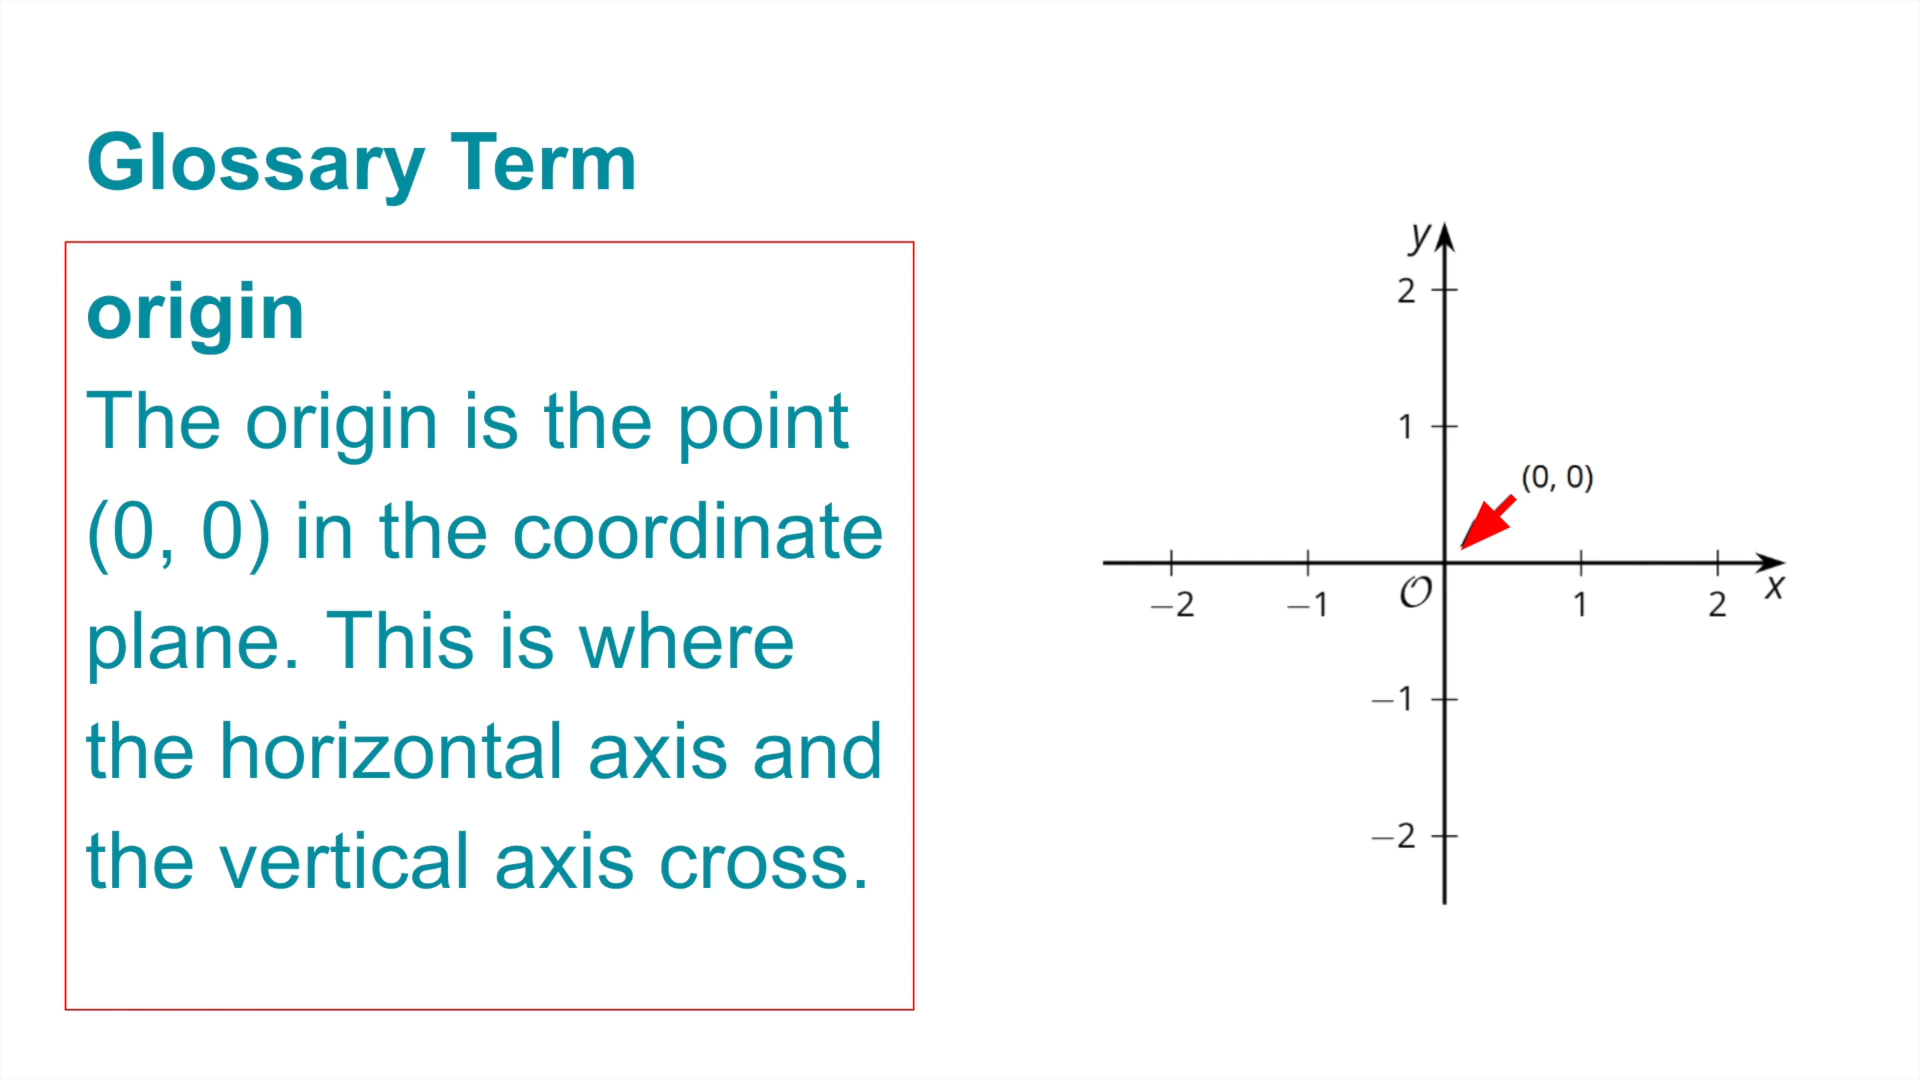 Glossary Term
origin
The origin is the point
(0, 0) in the coordinate
plane. This is where
the horizontal axis and
the vertical axis cross.
y
2
1
(0, 0)
−2 −1 O 1 2 x
−1
−2